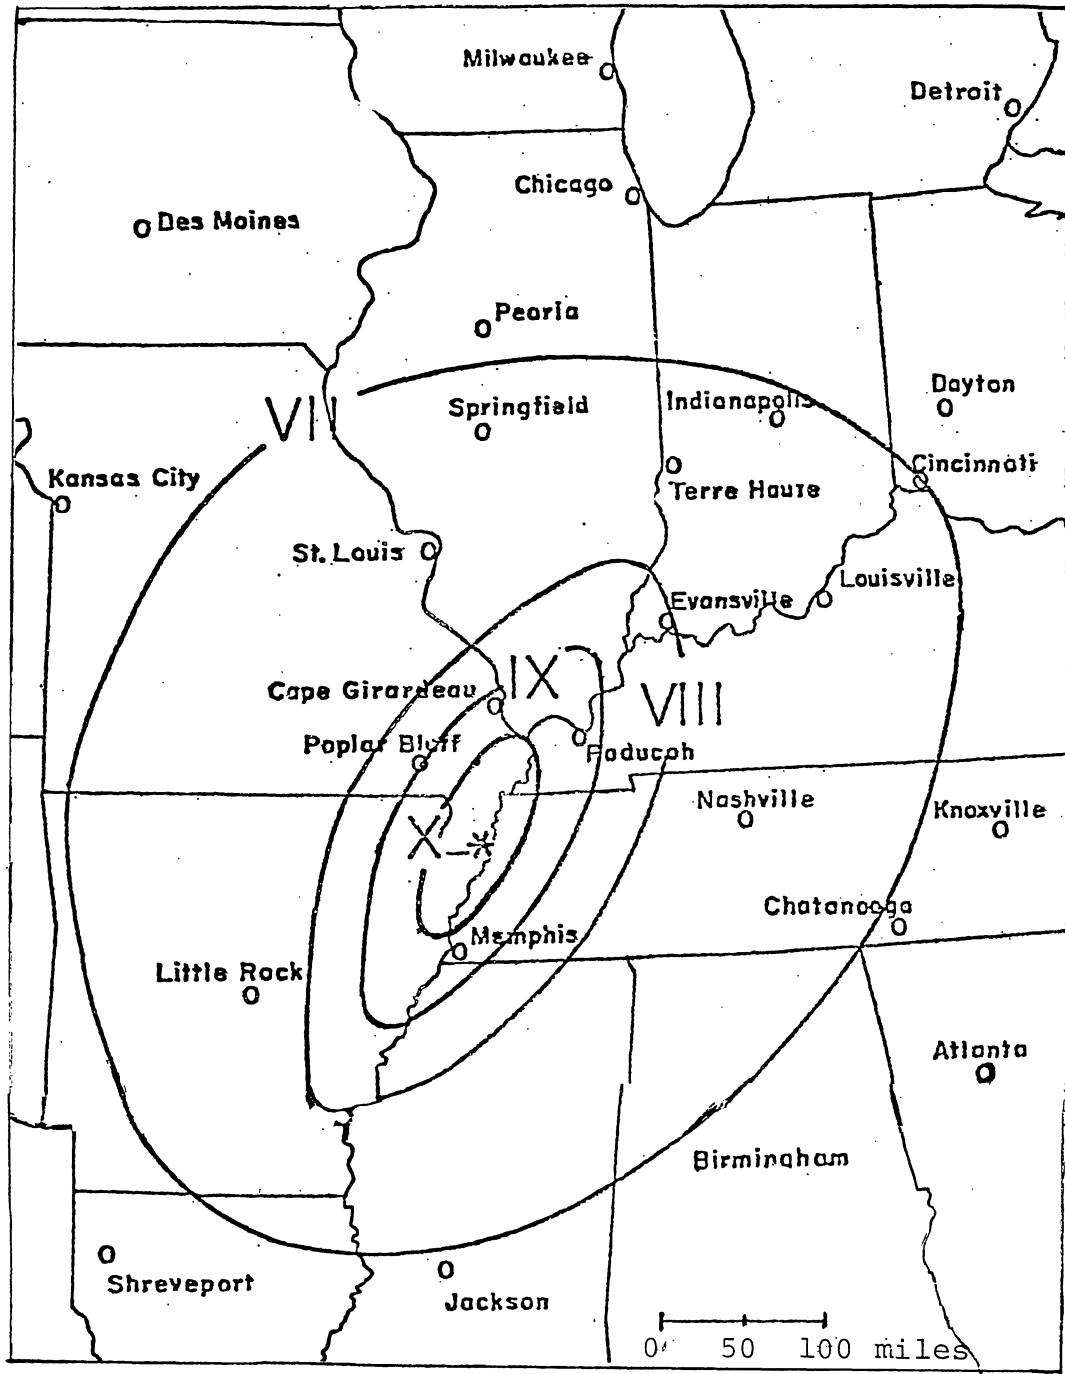 Milwaukee
Detroit
Chicago
Des Moines
Peoria
Dayton
VII
Springfield
Indianapolis
Cincinnati
Kansas City
Terre Haute
St. Louis
Louisville
Evansville
IX
Cape Girardeau
VIII
Poplar Bluff
Paducah
Nashville
Knoxville
X
Chatanooga
Memphis
Little Rock
Atlanta
Birmingham
Shreveport
Jackson
0 50 100 miles